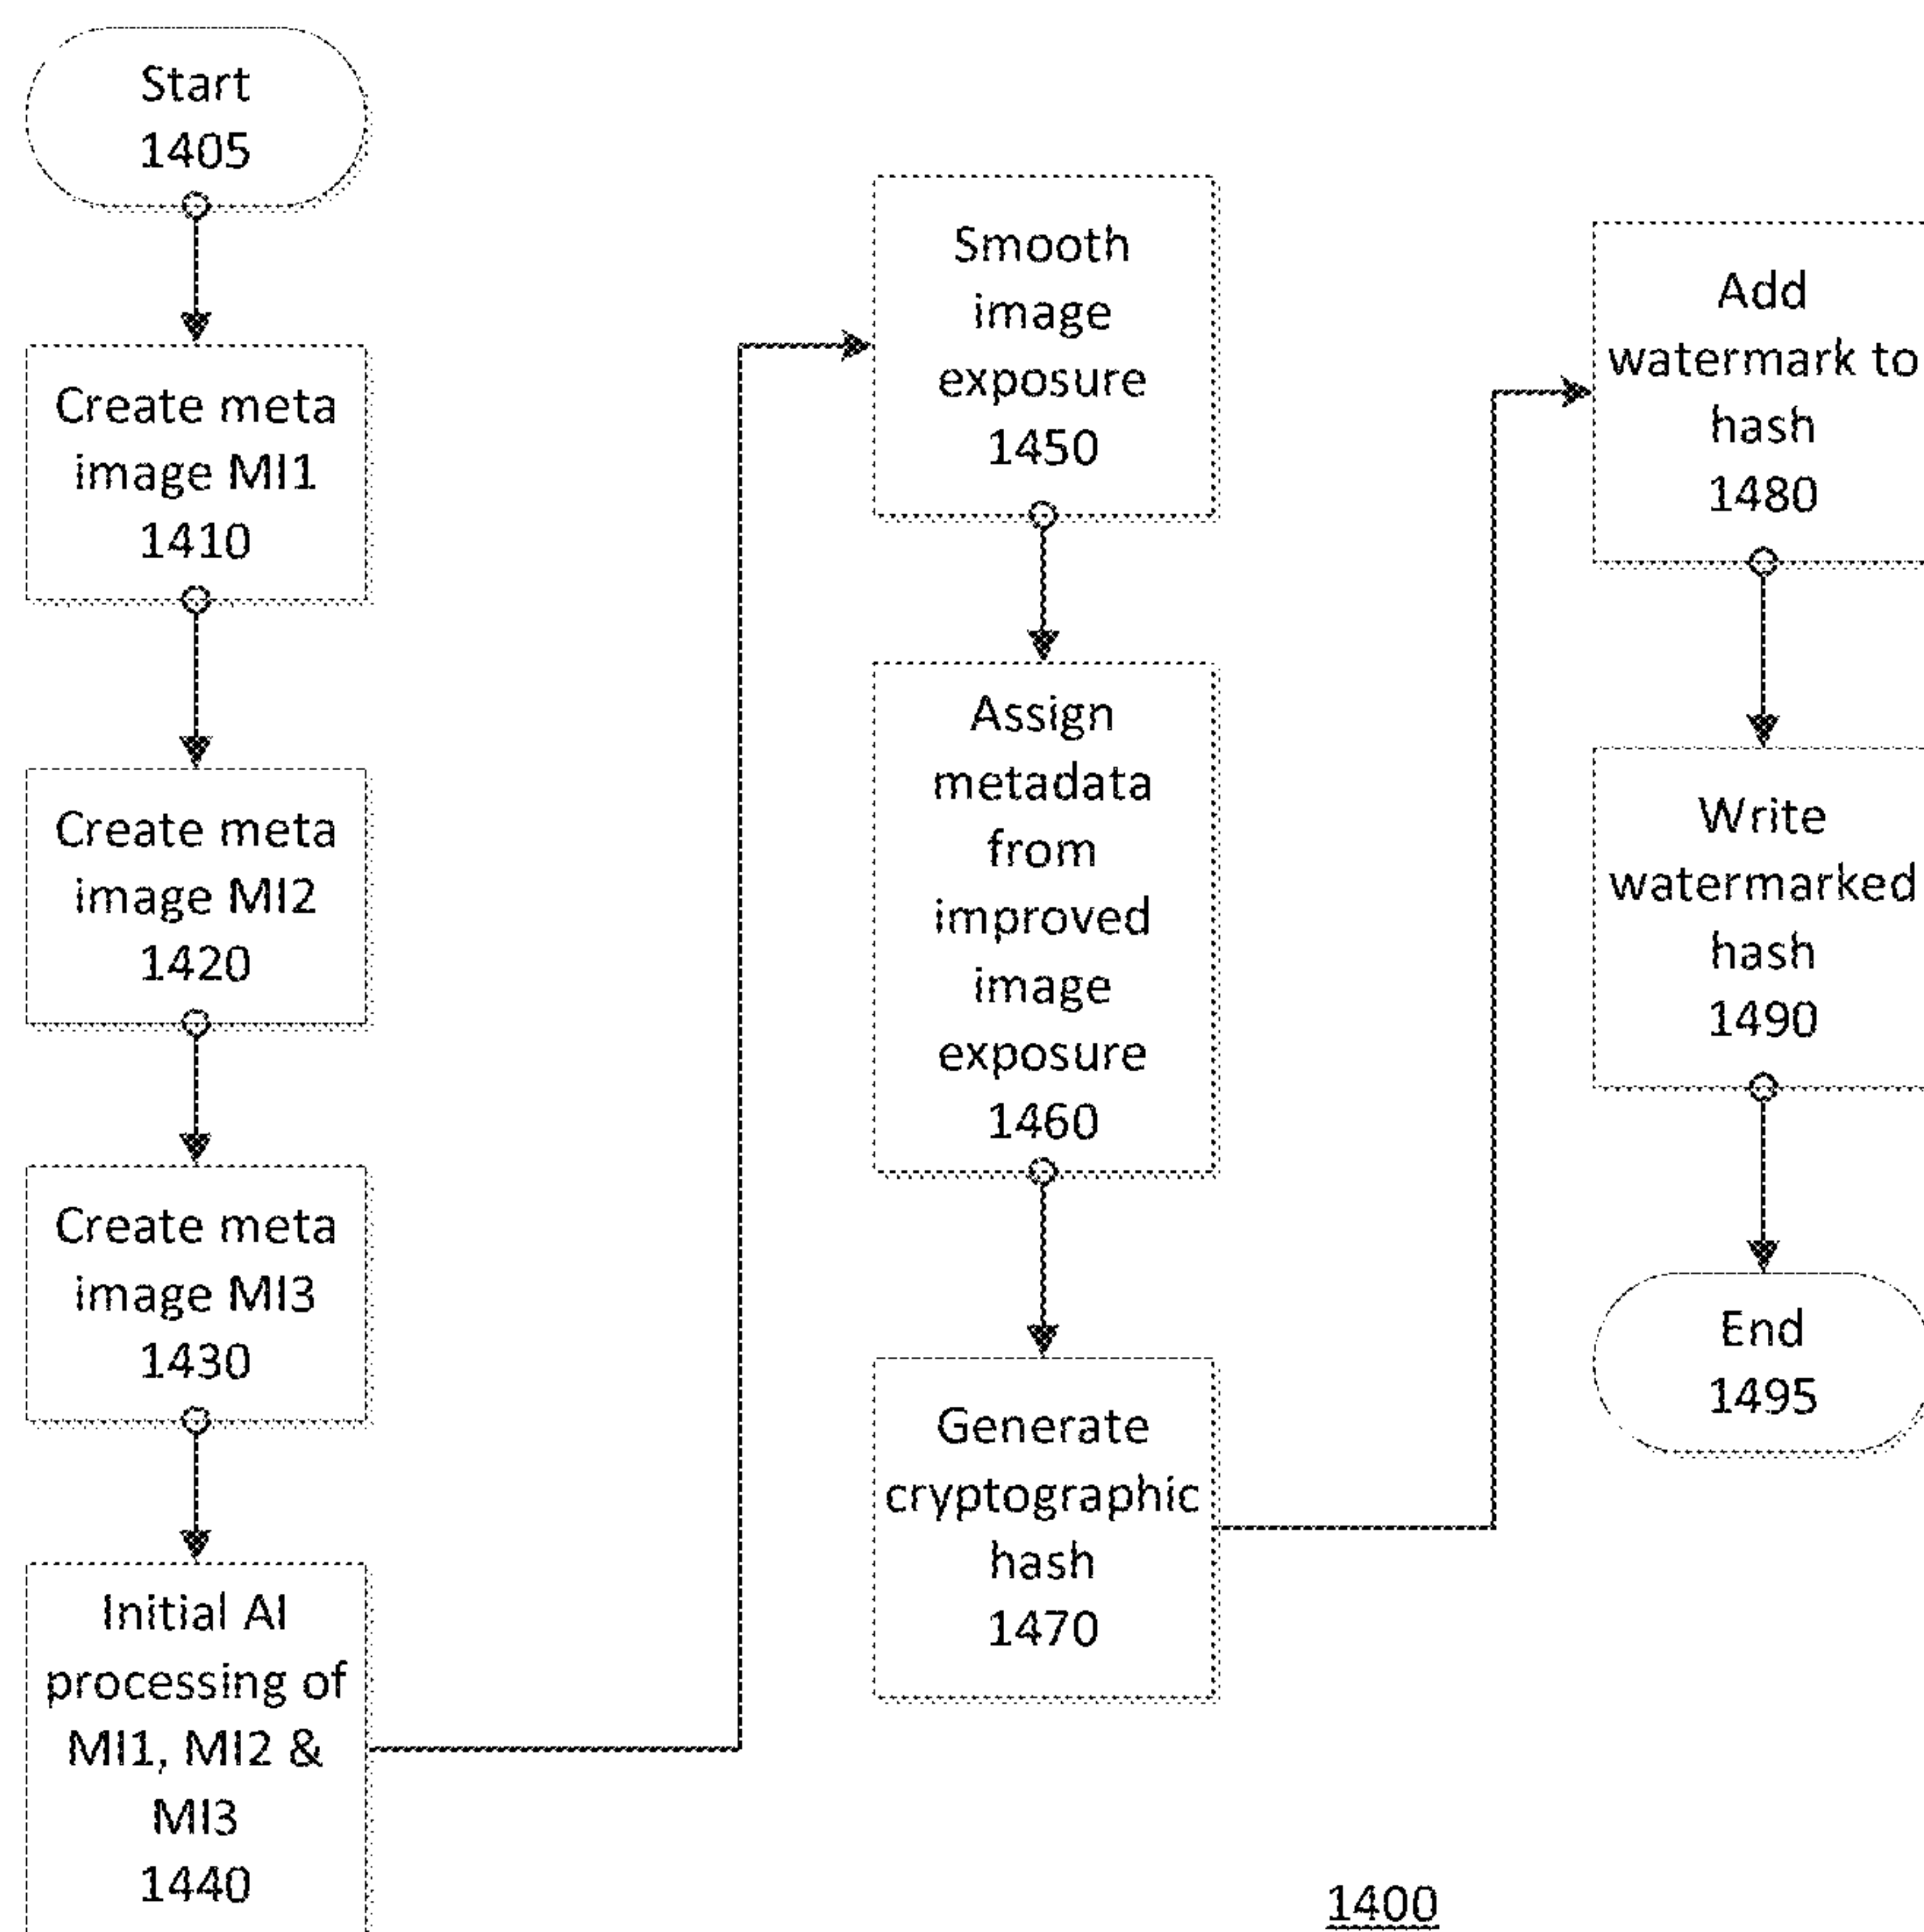 Start
1405
Create meta
image MI1
1410
Create meta
image MI2
1420
Create meta
image MI3
1430
Initial AI
processing of
MI1, MI2 &
MI3
1440
Smooth
image
exposure
1450
Assign
metadata
from
improved
image
exposure
1460
Generate
cryptographic
hash
1470
Add
watermark to
hash
1480
Write
watermarked
hash
1490
End
1495
1400